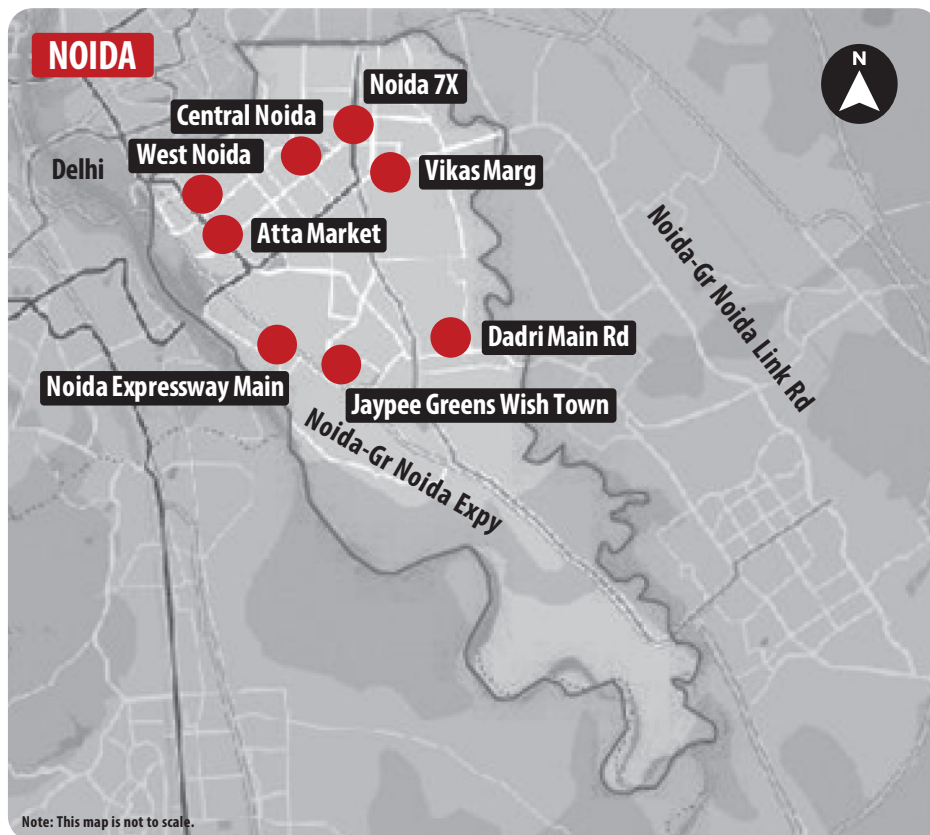 NOIDA
N
Noida 7X
Central Noida
West Noida
Delhi
Vikas Marg
Atta Market
Noida-Gr Noida Link Rd
Dadri Main Rd
Noida Expressway Main
Jaypee Greens Wish Town
Noida-Gr Noida Expy
Note: This map is not to scale.